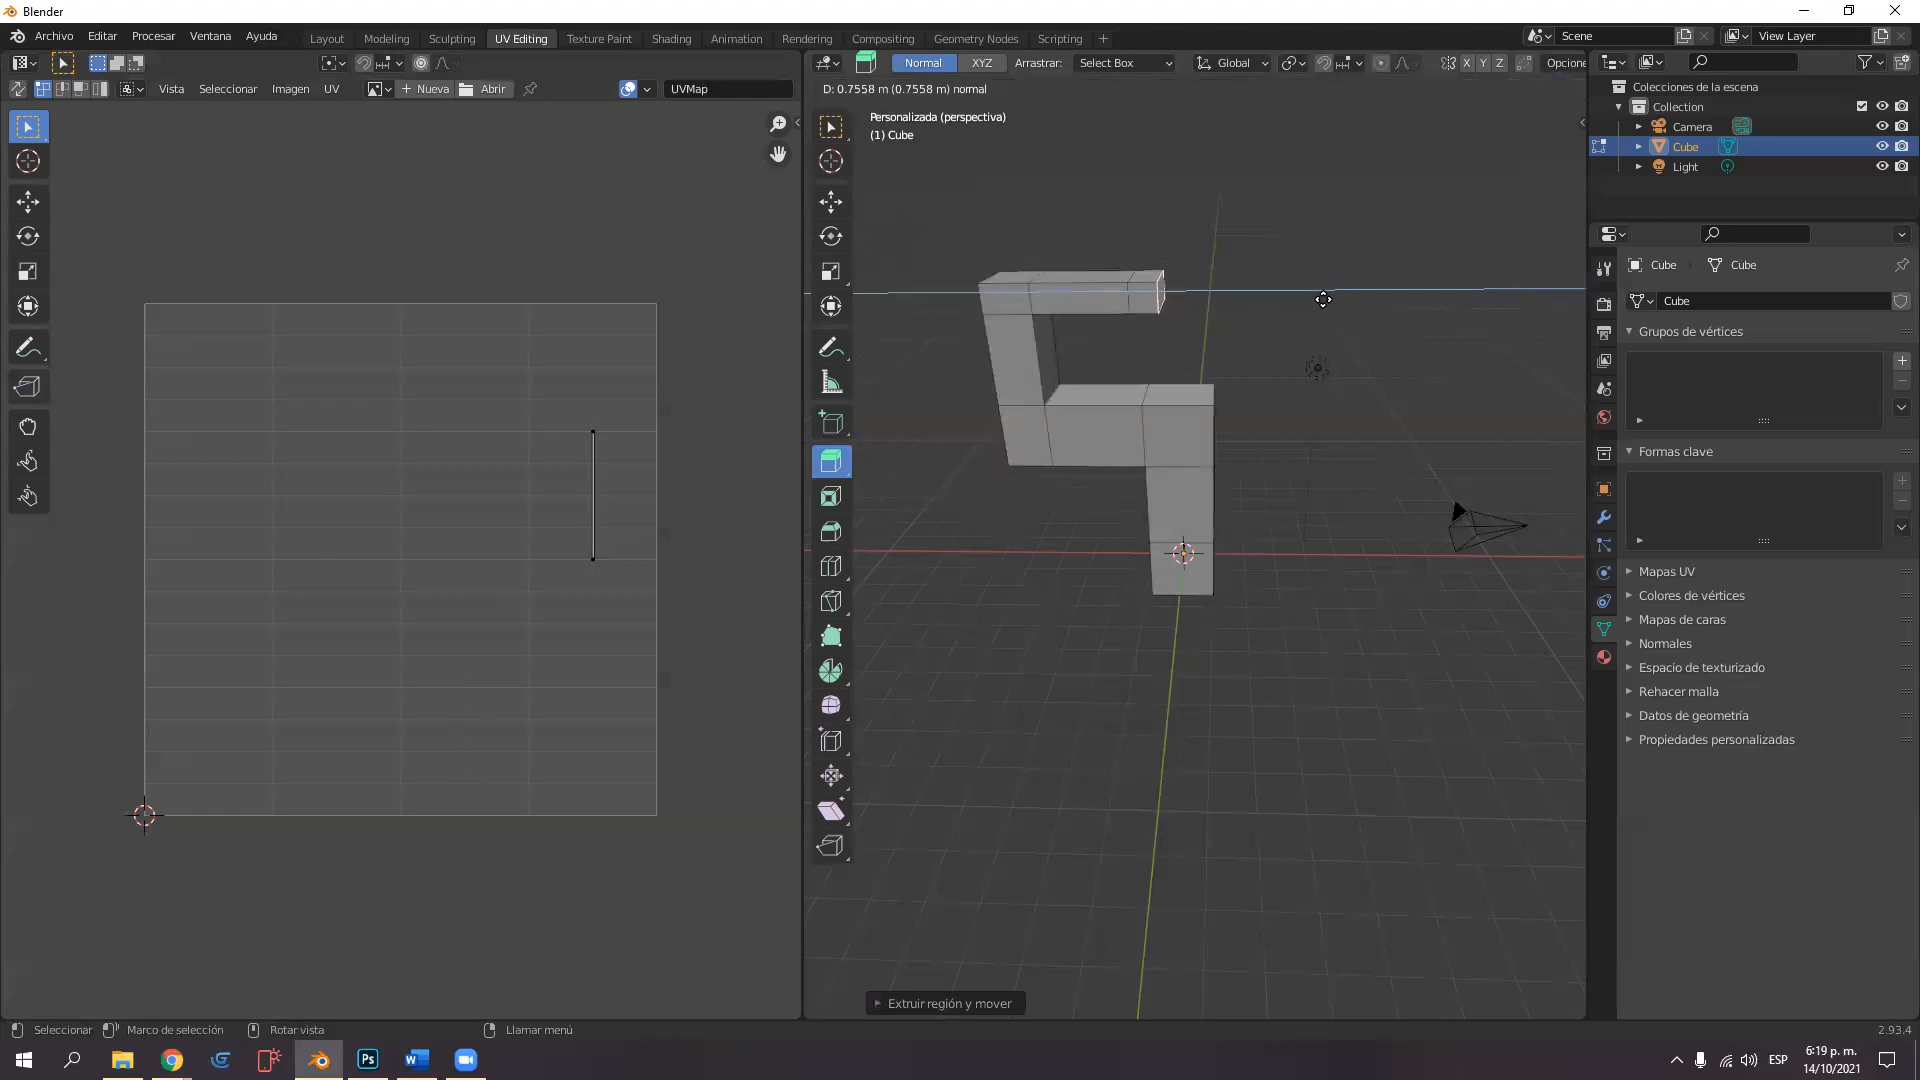 Blender
Archivo Editar Procesar Ventana Ayuda Layout Modeling Sculpting UV Editing Texture Paint Shading Animation Rendering Compositing Geometry Nodes Scripting Scene View Layer
Normal XYZ Arrastrar: Select Box Global X Y Z Opcione
Vista Seleccionar Imagen UV Nueva Abrir UVMap
D: 0.7558 m (0.7558 m) normal
Personalizada (perspectiva)
(1) Cube
Colecciones de la escena
Collection
Camera
Cube
Light
Cube Cube
Cube
Grupos de vértices
Formas clave
Mapas UV
Colores de vértices
Mapas de caras
Normales
Espacio de texturizado
Rehacer malla
Datos de geometría
Propiedades personalizadas
Extruir región y mover
Seleccionar Marco de selección Rotar vista Llamar menú 2.93.4
Ps ESP 6:19 p. m.
14/10/2021